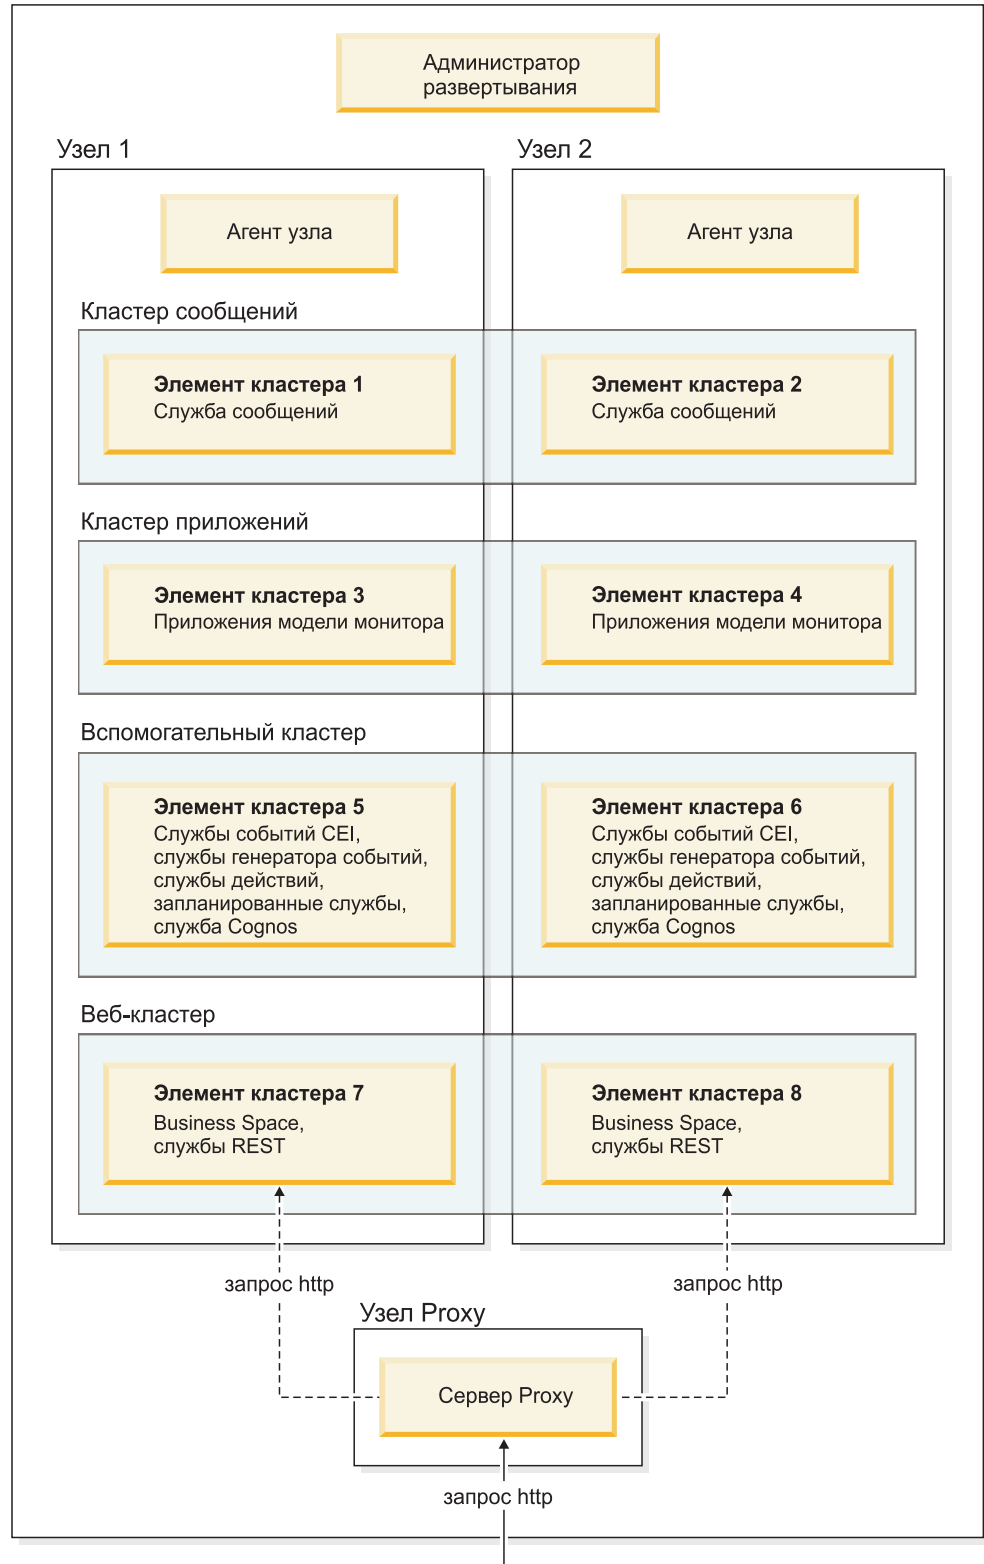 Администратор
развертывания
Узел 1
Узел 2
Агент узла
Агент узла
Кластер сообщений
Элемент кластера 1
Служба сообщений
Элемент кластера 2
Служба сообщений
Кластер приложений
Элемент кластера 3
Приложения модели монитора
Элемент кластера 4
Приложения модели монитора
Вспомогательный кластер
Элемент кластера 5
Службы событий CEI,
службы генератора событий,
службы действий,
запланированные службы,
служба Cognos
Элемент кластера 6
Службы событий CEI,
службы генератора событий,
службы действий,
запланированные службы,
служба Cognos
Веб-кластер
Элемент кластера 7
Business Space,
службы REST
Элемент кластера 8
Business Space,
службы REST
запрос http
запрос http
Узел Proxy
Сервер Proxy
запрос http